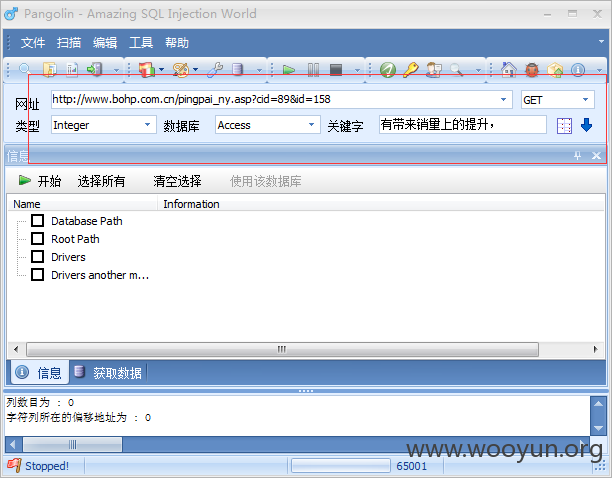 Pangolin - Amazing SQL Injection World
文件 扫描 编辑 工具 帮助
网址 http://www.bohp.com.cn/pingpai_ny.asp?cid=89&id=158 GET
类型 Integer 数据库 Access 关键字 有带来销量上的提升，
信息
开始 选择所有 清空选择 使用该数据库
Name Information
Database Path
Root Path
Drivers
Drivers another m...
信息 获取数据
列数目为 : 0
字符列所在的偏移地址为 : 0
www.wooyun.org
Stopped! 65001